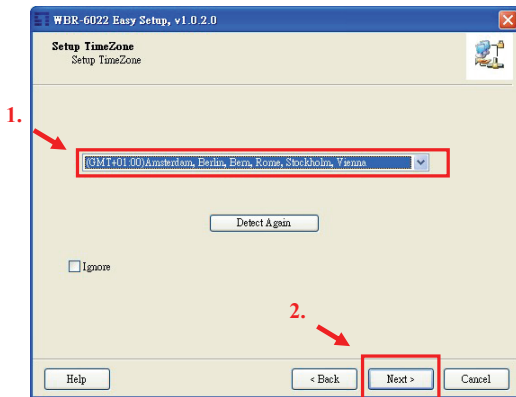 WBR-6022 Easy Setup, v1.0.2.0
Setup TimeZone
Setup TimeZone
1.
(GMT+01:00)Amsterdam, Berlin, Bern, Rome, Stockholm, Vienna
Detect Again
Ignore
2.
Help
< Back
Next >
Cancel